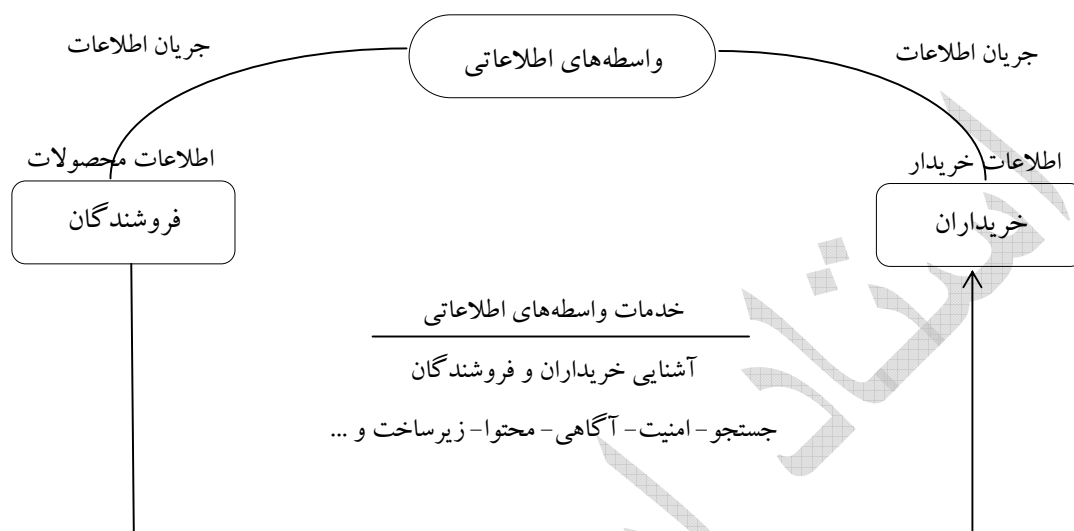 واسطه‌های اطلاعاتی
جریان اطلاعات
جریان اطلاعات
اطلاعات خریدار
اطلاعات محصولات
خریداران
فروشندگان
خدمات واسطه‌های اطلاعاتی
آشنایی خریداران و فروشندگان
جستجو - امنیت - آگاهی - محتوا - زیرساخت و ...
استاد